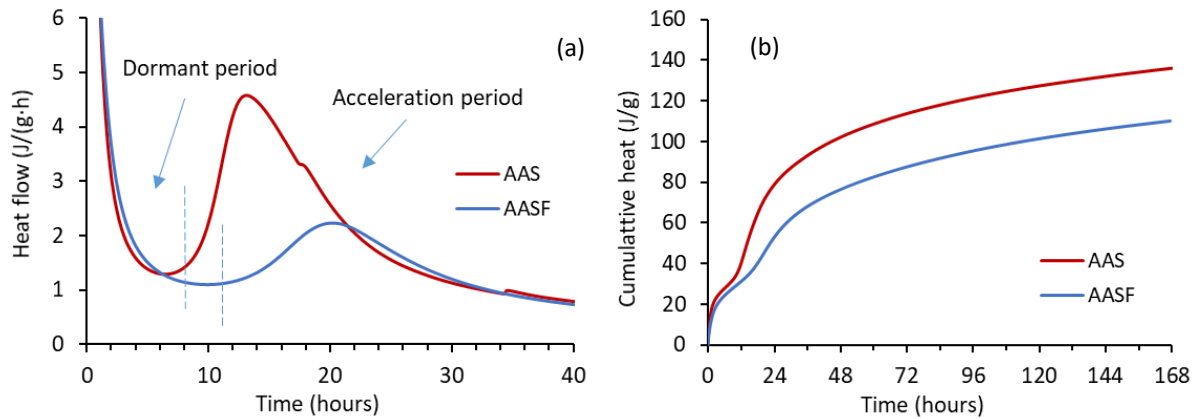 (a)
Dormant period
Acceleration period
AAS
AASF
Heat flow (J/(g·h)
6
5
4
3
2
1
0
0 10 20 30 40
Time (hours)
(b)
AAS
AASF
Cumulattive heat (J/g)
160
140
120
100
80
60
40
20
0
0 24 48 72 96 120 144 168
Time (hours)